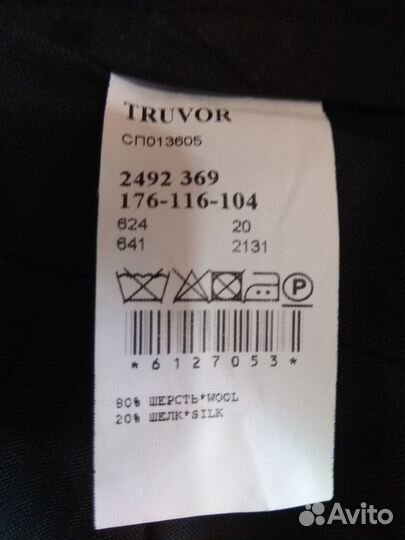 TRUVOR
СП013605
2492 369
176-116-104
624 20
641 2131
P
*6127053*
80% ШЕРСТЬ*WOOL
20% ШЕЛК*SILK
Avito